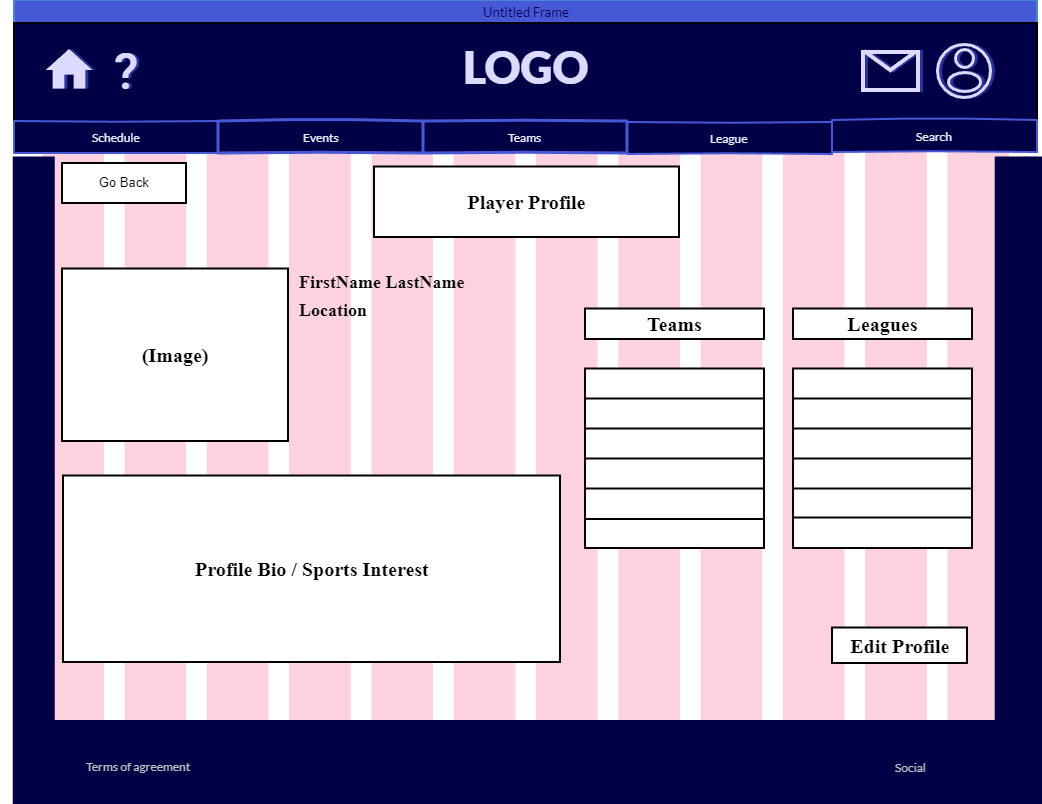 Untitled Frame
?
LOGO
Schedule
Events
Teams
League
Search
Go Back
Player Profile
FirstName LastName
Location
(Image)
Teams
Leagues
Profile Bio / Sports Interest
Edit Profile
Terms of agreement
Social